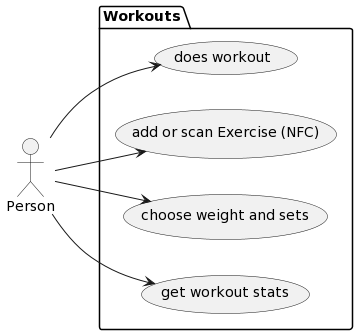 Workouts
does workout
add or scan Exercise (NFC)
Person
choose weight and sets
get workout stats